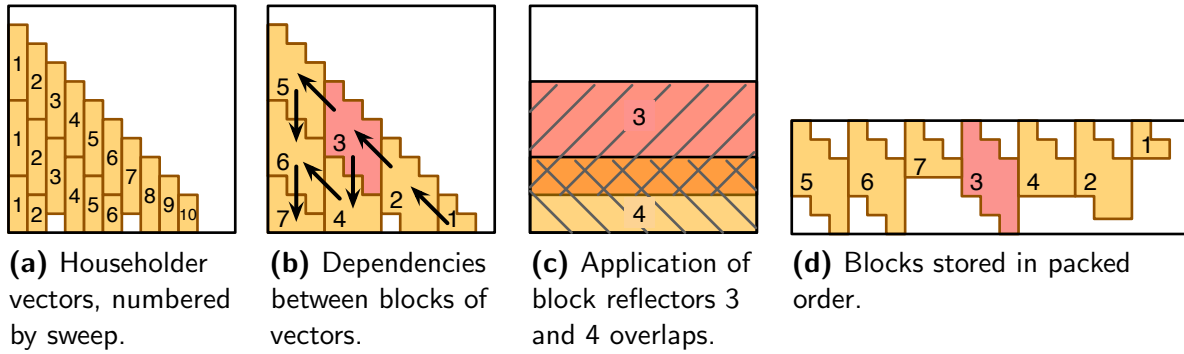 1 2 3 4 5 6 7 8 9 10
1 2 3 4 5 6
1 2
(a) Householder
vectors, numbered
by sweep.
5
3
6
2
7 4 1
(b) Dependencies
between blocks of
vectors.
3
4
(c) Application of
block reflectors 3
and 4 overlaps.
5 6 7 3 4 2 1
(d) Blocks stored in packed
order.